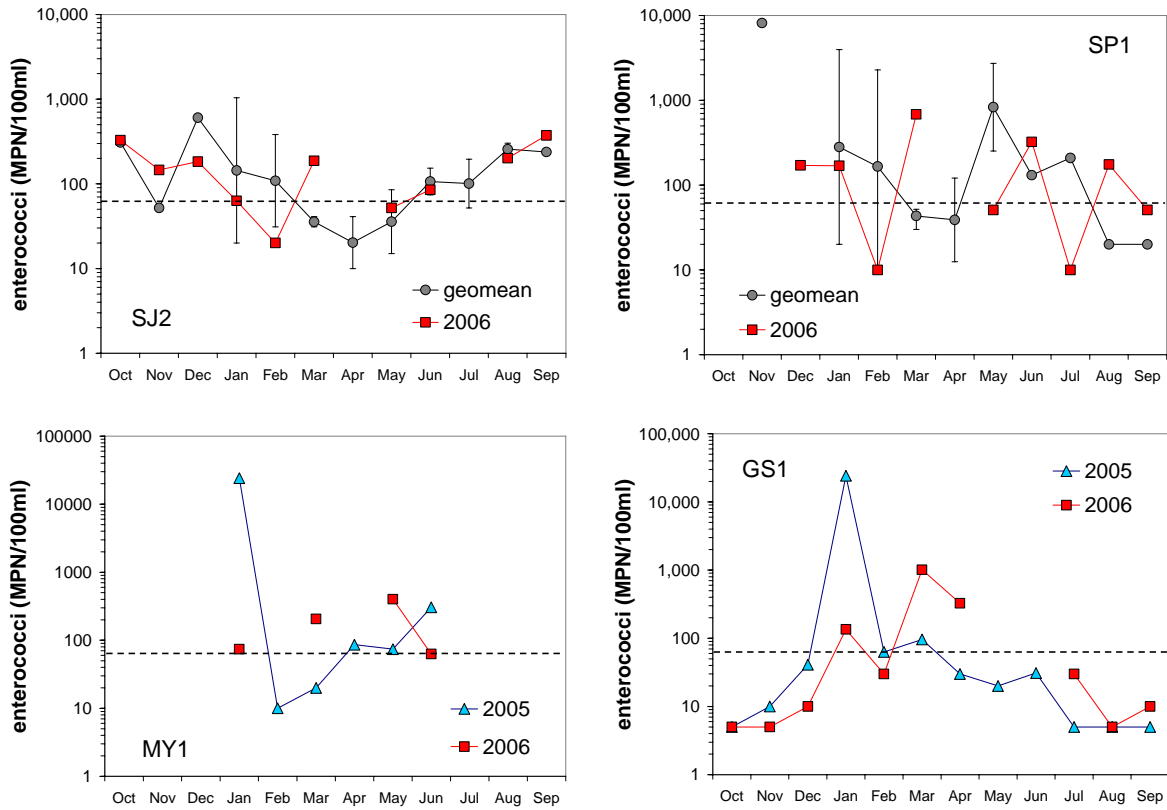 enterococci (MPN/100ml)
10,000
1,000
100
10
1
SJ2
geomean
2006
Oct Nov Dec Jan Feb Mar Apr May Jun Jul Aug Sep
enterococci (MPN/100ml)
10,000
1,000
100
10
1
SP1
geomean
2006
Oct Nov Dec Jan Feb Mar Apr May Jun Jul Aug Sep
enterococci (MPN/100ml)
100000
10000
1000
100
10
1
2005
2006
MY1
Oct Nov Dec Jan Feb Mar Apr May Jun Jul Aug Sep
enterococci (MPN/100ml)
100,000
10,000
1,000
100
10
1
GS1
2005
2006
Oct Nov Dec Jan Feb Mar Apr May Jun Jul Aug Sep